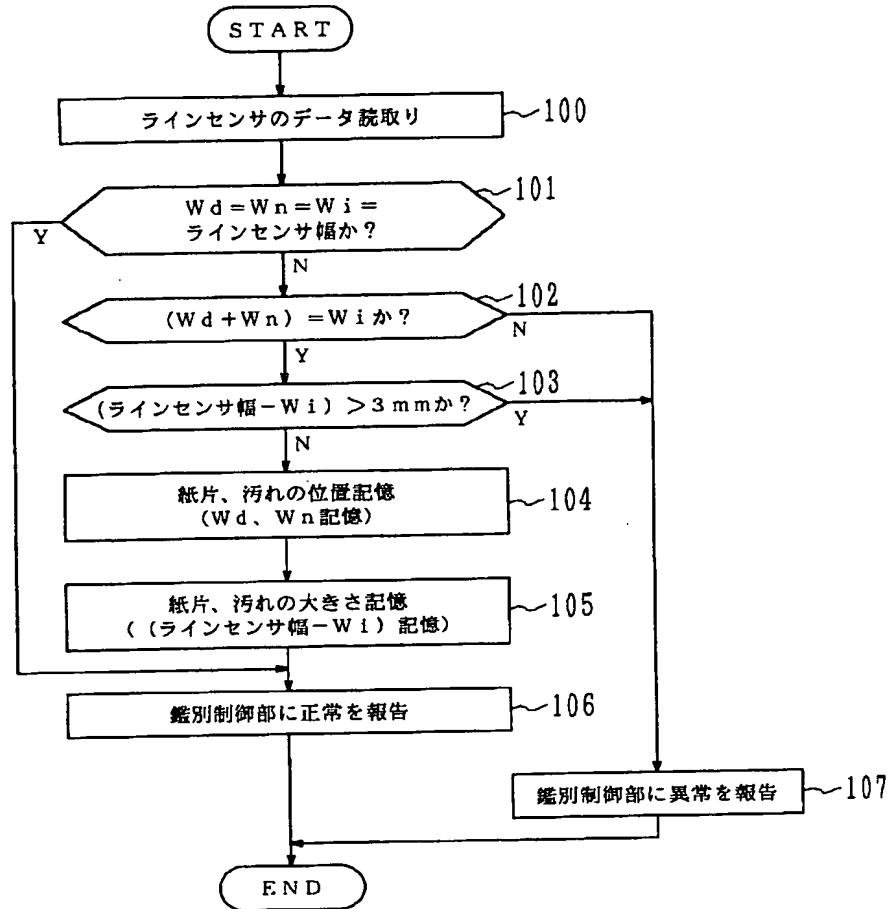 START
ラインセンサのデータ読取り
100
101
Wd=Wn=Wi=
ラインセンサ幅か?
Y
N
102
(Wd+Wn)=Wiか?
N
Y
103
(ラインセンサ幅-Wi)>3mmか?
Y
N
紙片、汚れの位置記憶
(Wd、Wn記憶)
104
紙片、汚れの大きさ記憶
((ラインセンサ幅-Wi)記憶)
105
鑑別制御部に正常を報告
106
鑑別制御部に異常を報告
107
END